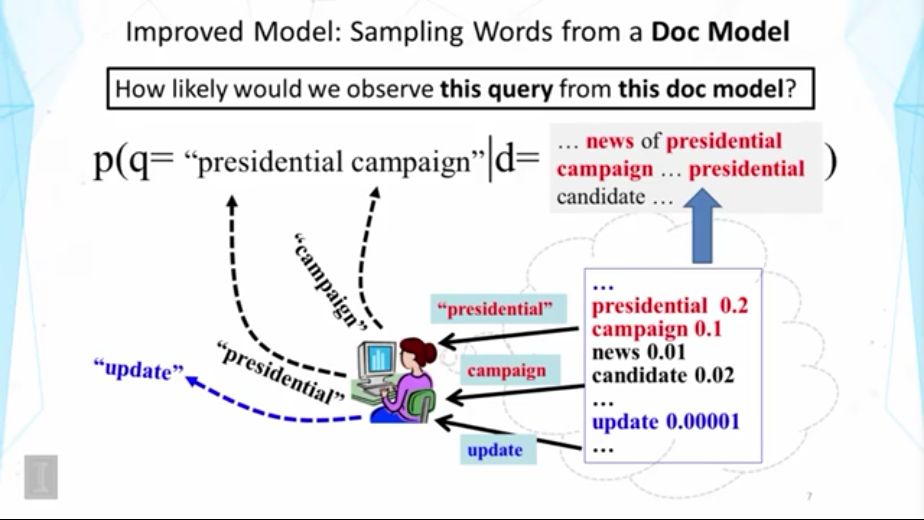 Improved Model: Sampling Words from a Doc Model
How likely would we observe this query from this doc model?
p(q= “presidential campaign”|d=
… news of presidential
campaign … presidential
candidate …
)
“campaign”
“presidential”
“update”
“presidential”
campaign
update
…
presidential 0.2
campaign 0.1
news 0.01
candidate 0.02
…
update 0.00001
…
I
7